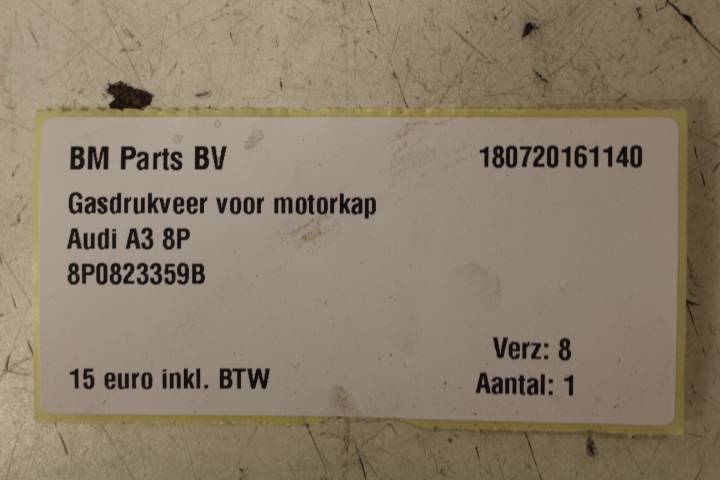 BM Parts BV 180720161140
Gasdrukveer voor motorkap
Audi A3 8P
8P0823359B
Verz: 8
15 euro inkl. BTW Aantal: 1